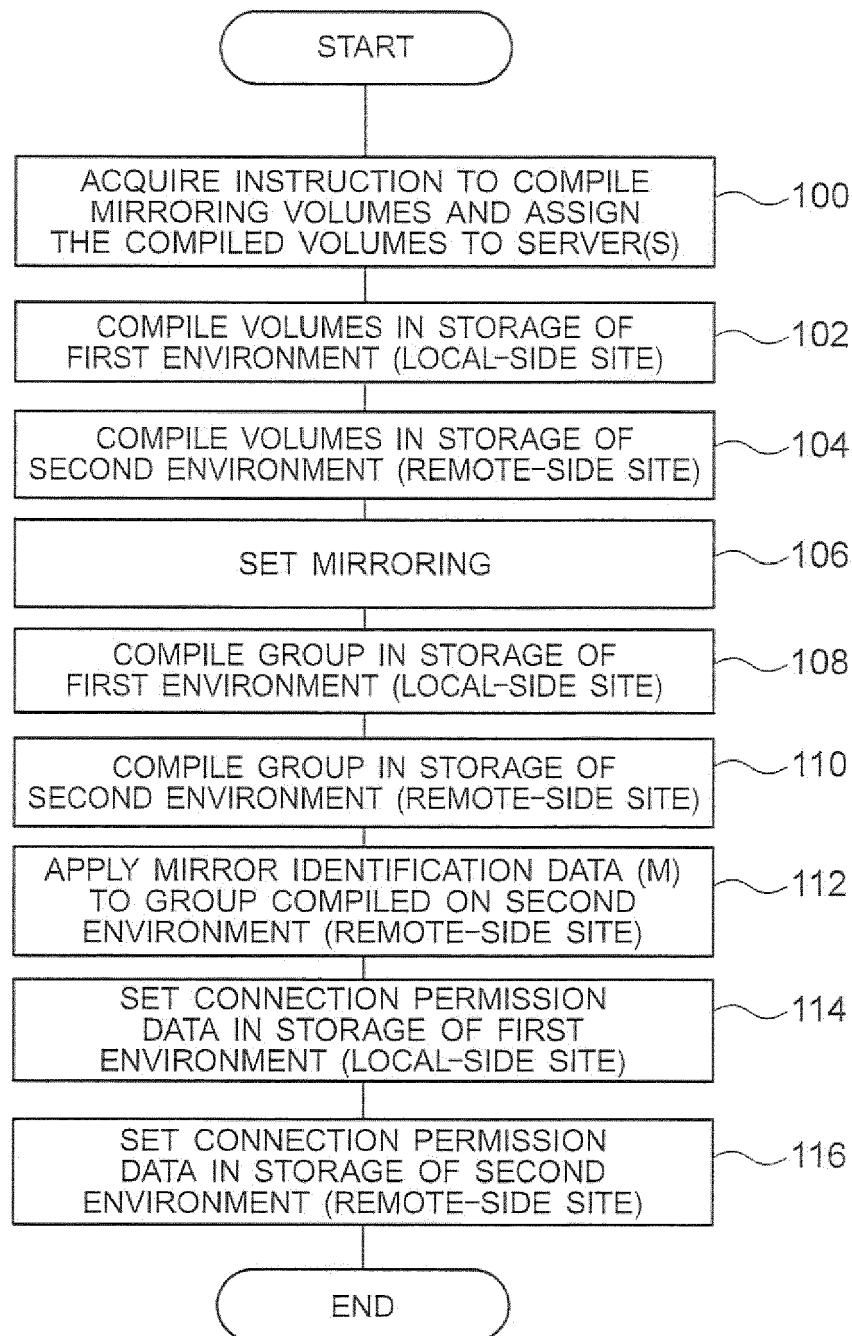 START
ACQUIRE INSTRUCTION TO COMPILE
MIRRORING VOLUMES AND ASSIGN
THE COMPILED VOLUMES TO SERVER(S)
100
COMPILE VOLUMES IN STORAGE OF
FIRST ENVIRONMENT (LOCAL-SIDE SITE)
102
COMPILE VOLUMES IN STORAGE OF
SECOND ENVIRONMENT (REMOTE-SIDE SITE)
104
SET MIRRORING
106
COMPILE GROUP IN STORAGE OF
FIRST ENVIRONMENT (LOCAL-SIDE SITE)
108
COMPILE GROUP IN STORAGE OF
SECOND ENVIRONMENT (REMOTE-SIDE SITE)
110
APPLY MIRROR IDENTIFICATION DATA (M)
TO GROUP COMPILED ON SECOND
ENVIRONMENT (REMOTE-SIDE SITE)
112
SET CONNECTION PERMISSION
DATA IN STORAGE OF FIRST
ENVIRONMENT (LOCAL-SIDE SITE)
114
SET CONNECTION PERMISSION
DATA IN STORAGE OF SECOND
ENVIRONMENT (REMOTE-SIDE SITE)
116
END